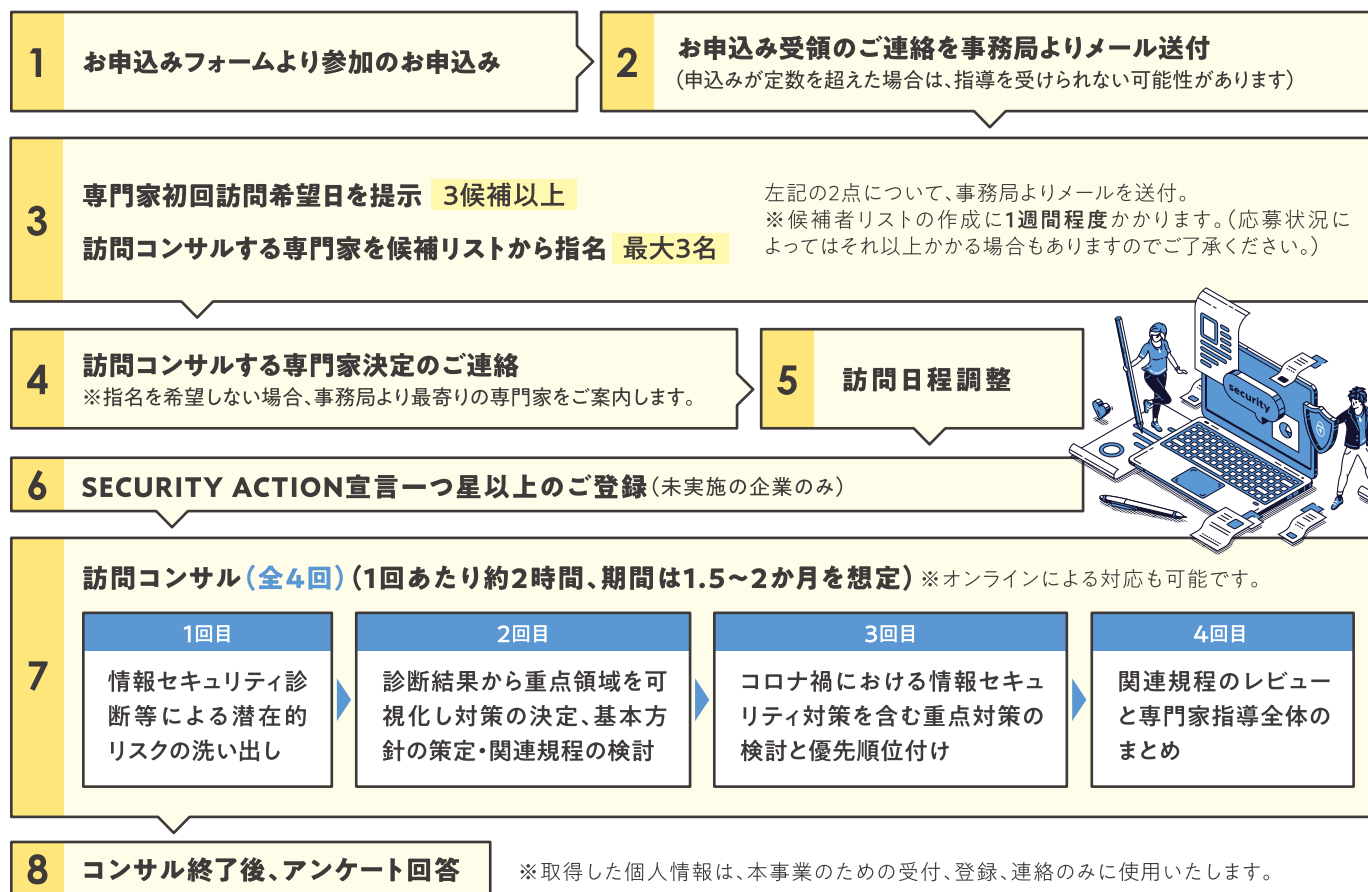 1
お申込みフォームより参加のお申込み
2
お申込み受領のご連絡を事務局よりメール送付
（申込みが定数を超えた場合は、指導を受けられない可能性があります）
3
専門家初回訪問希望日を提示 3候補以上
訪問コンサルする専門家を候補リストから指名 最大3名
左記の2点について、事務局よりメールを送付。
※候補者リストの作成に1週間程度かかります。（応募状況に
よってはそれ以上かかる場合もありますのでご了承ください。）
4
訪問コンサルする専門家決定のご連絡
※指名を希望しない場合、事務局より最寄りの専門家をご案内します。
5
訪問日程調整
security
6
SECURITY ACTION宣言一つ星以上のご登録（未実施の企業のみ）
7
訪問コンサル（全4回）（1回あたり約2時間、期間は1.5〜2か月を想定）※オンラインによる対応も可能です。
1回目
情報セキュリティ診
断等による潜在的
リスクの洗い出し
2回目
診断結果から重点領域を可
視化し対策の決定、基本方
針の策定・関連規程の検討
3回目
コロナ禍における情報セキュ
リティ対策を含む重点対策の
検討と優先順位付け
4回目
関連規程のレビュー
と専門家指導全体の
まとめ
8
コンサル終了後、アンケート回答
※取得した個人情報は、本事業のための受付、登録、連絡のみに使用いたします。